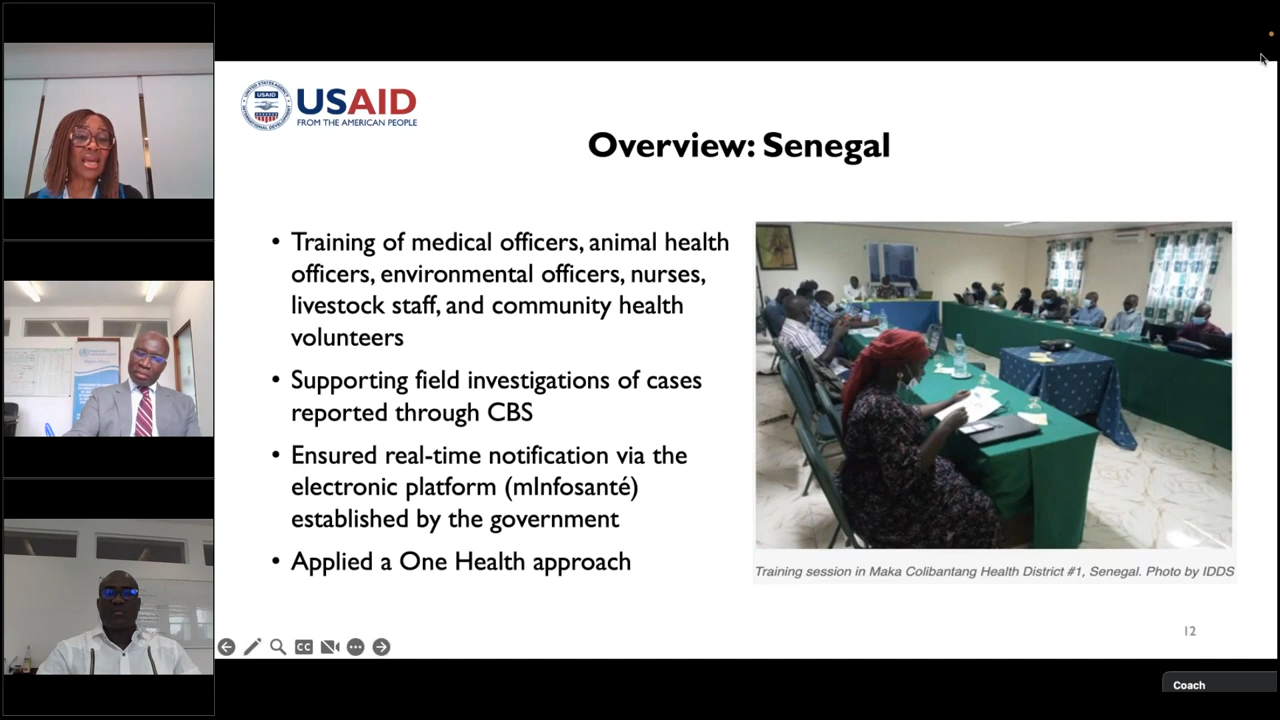 USAID
USAID
FROM THE AMERICAN PEOPLE
Overview: Senegal
• Training of medical officers, animal health
officers, environmental officers, nurses,
livestock staff, and community health
volunteers
• Supporting field investigations of cases
reported through CBS
• Ensured real-time notification via the
electronic platform (mInfosanté)
established by the government
• Applied a One Health approach
Training session in Maka Colibantang Health District #1, Senegal. Photo by IDDS
12
CC
Coach